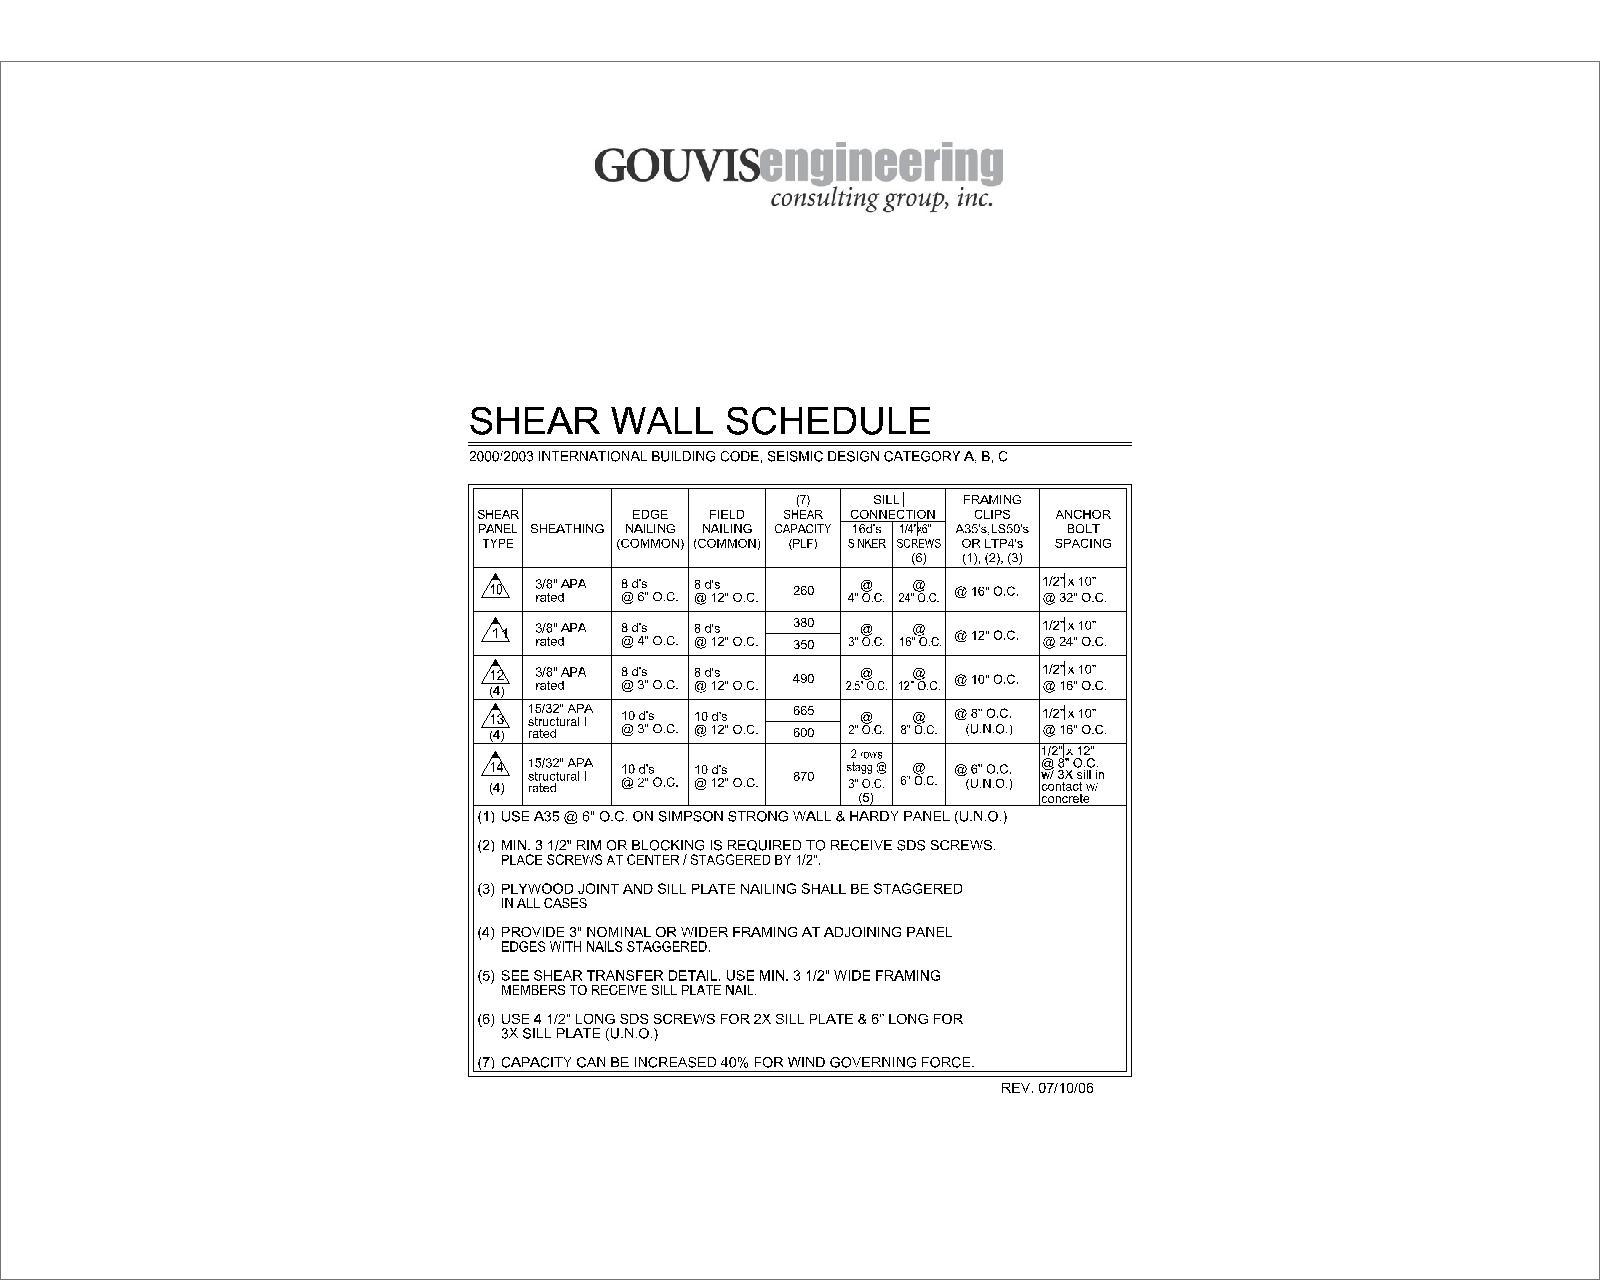 GOUVISengineering
consulting group, inc.
SHEAR WALL SCHEDULE
2000/2003 INTERNATIONAL BUILDING CODE, SEISMIC DESIGN CATEGORY A, B, C
SHEAR
PANEL
TYPE
SHEATHING
EDGE
NAILING
(COMMON)
FIELD
NAILING
(COMMON)
(7)
SHEAR
CAPACITY
(PLF)
SILL
CONNECTION
16d's
SINKER
1/4"x6"
SCREWS
(6)
FRAMING
CLIPS
A35's,LS50's
OR LTP4's
(1), (2), (3)
ANCHOR
BOLT
SPACING
10
3/8" APA
rated
8 d's
@ 6" O.C.
8 d's
@ 12" O.C.
260
@
4" O.C.
@
24" O.C.
@ 16" O.C.
1/2" x 10"
@ 32" O.C.
11
3/8" APA
rated
8 d's
@ 4" O.C.
8 d's
@ 12" O.C.
380
350
@
3" O.C.
@
16" O.C.
@ 12" O.C.
1/2" x 10"
@ 24" O.C.
12
(4)
3/8" APA
rated
8 d's
@ 3" O.C.
8 d's
@ 12" O.C.
490
@
2.5" O.C.
@
12" O.C.
@ 10" O.C.
1/2" x 10"
@ 16" O.C.
13
(4)
15/32" APA
structural I
rated
10 d's
@ 3" O.C.
10 d's
@ 12" O.C.
665
600
@
2" O.C.
@
8" O.C.
@ 8" O.C.
(U.N.O.)
1/2" x 10"
@ 16" O.C.
14
(4)
15/32" APA
structural I
rated
10 d's
@ 2" O.C.
10 d's
@ 12" O.C.
870
2 rows
stagg @
3" O.C.
(5)
@
6" O.C.
@ 6" O.C.
(U.N.O.)
1/2" x 12"
@ 8" O.C.
w/ 3X sill in
contact w/
concrete
(1) USE A35 @ 6" O.C. ON SIMPSON STRONG WALL & HARDY PANEL (U.N.O.)
(2) MIN. 3 1/2" RIM OR BLOCKING IS REQUIRED TO RECEIVE SDS SCREWS.
PLACE SCREWS AT CENTER / STAGGERED BY 1/2".
(3) PLYWOOD JOINT AND SILL PLATE NAILING SHALL BE STAGGERED
IN ALL CASES
(4) PROVIDE 3" NOMINAL OR WIDER FRAMING AT ADJOINING PANEL
EDGES WITH NAILS STAGGERED.
(5) SEE SHEAR TRANSFER DETAIL. USE MIN. 3 1/2" WIDE FRAMING
MEMBERS TO RECEIVE SILL PLATE NAIL.
(6) USE 4 1/2" LONG SDS SCREWS FOR 2X SILL PLATE & 6" LONG FOR
3X SILL PLATE (U.N.O.)
(7) CAPACITY CAN BE INCREASED 40% FOR WIND GOVERNING FORCE.
REV. 07/10/06